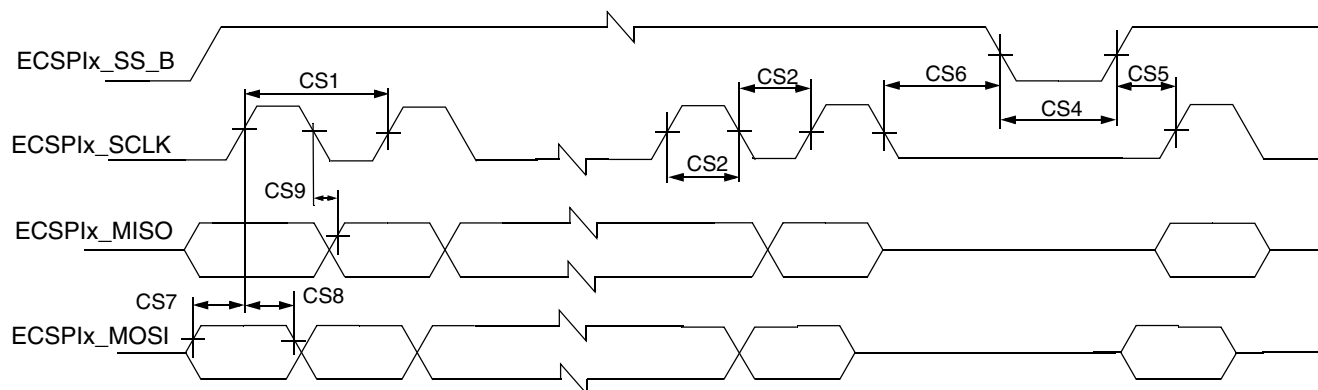 ECSPIx_SS_B
CS1
CS2
CS6
CS5
CS4
ECSPIx_SCLK
CS2
CS9
ECSPIx_MISO
CS7
CS8
ECSPIx_MOSI